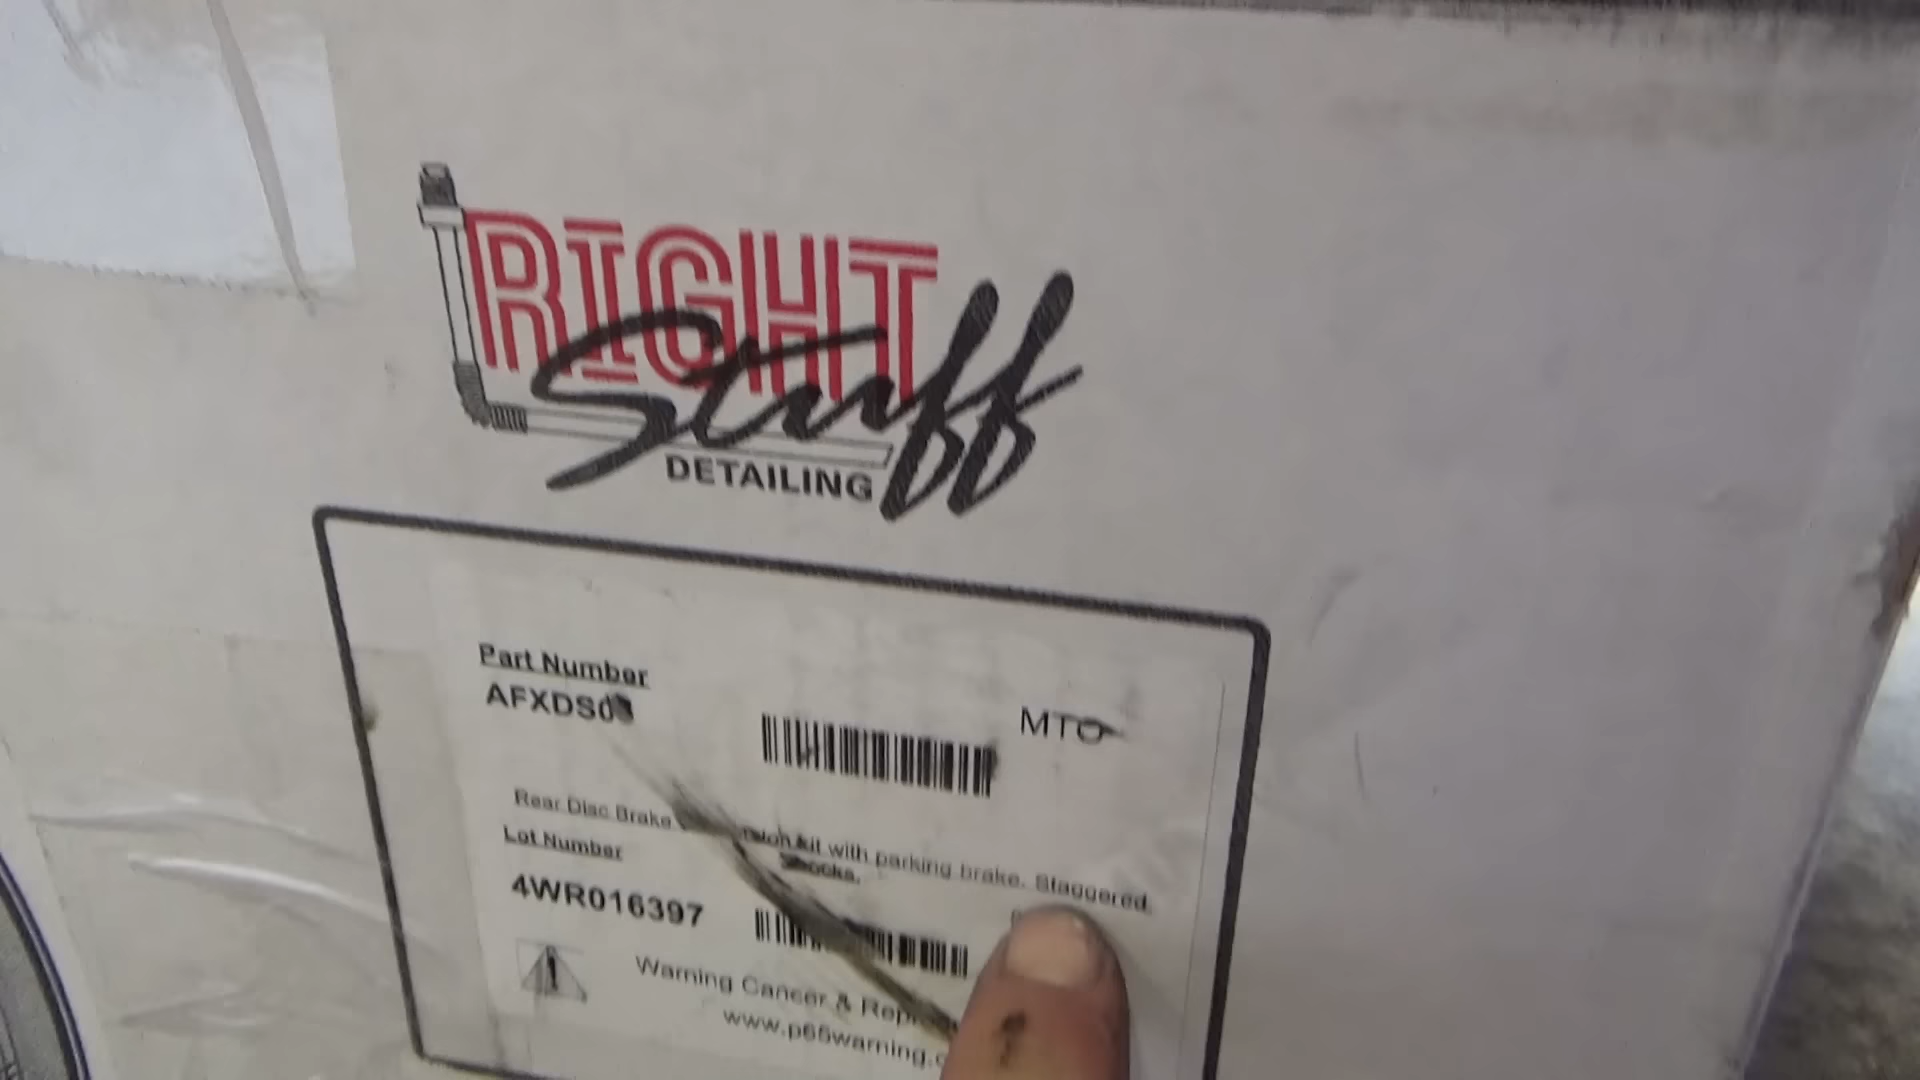 RIGHT
Stuff
DETAILING
Part Number
AFXDS0
MTO
Rear Disc Brake kit with parking brake. Staggered
Shocks.
Lot Number
4WR016397
Warning Cancer &
www.p65warning.